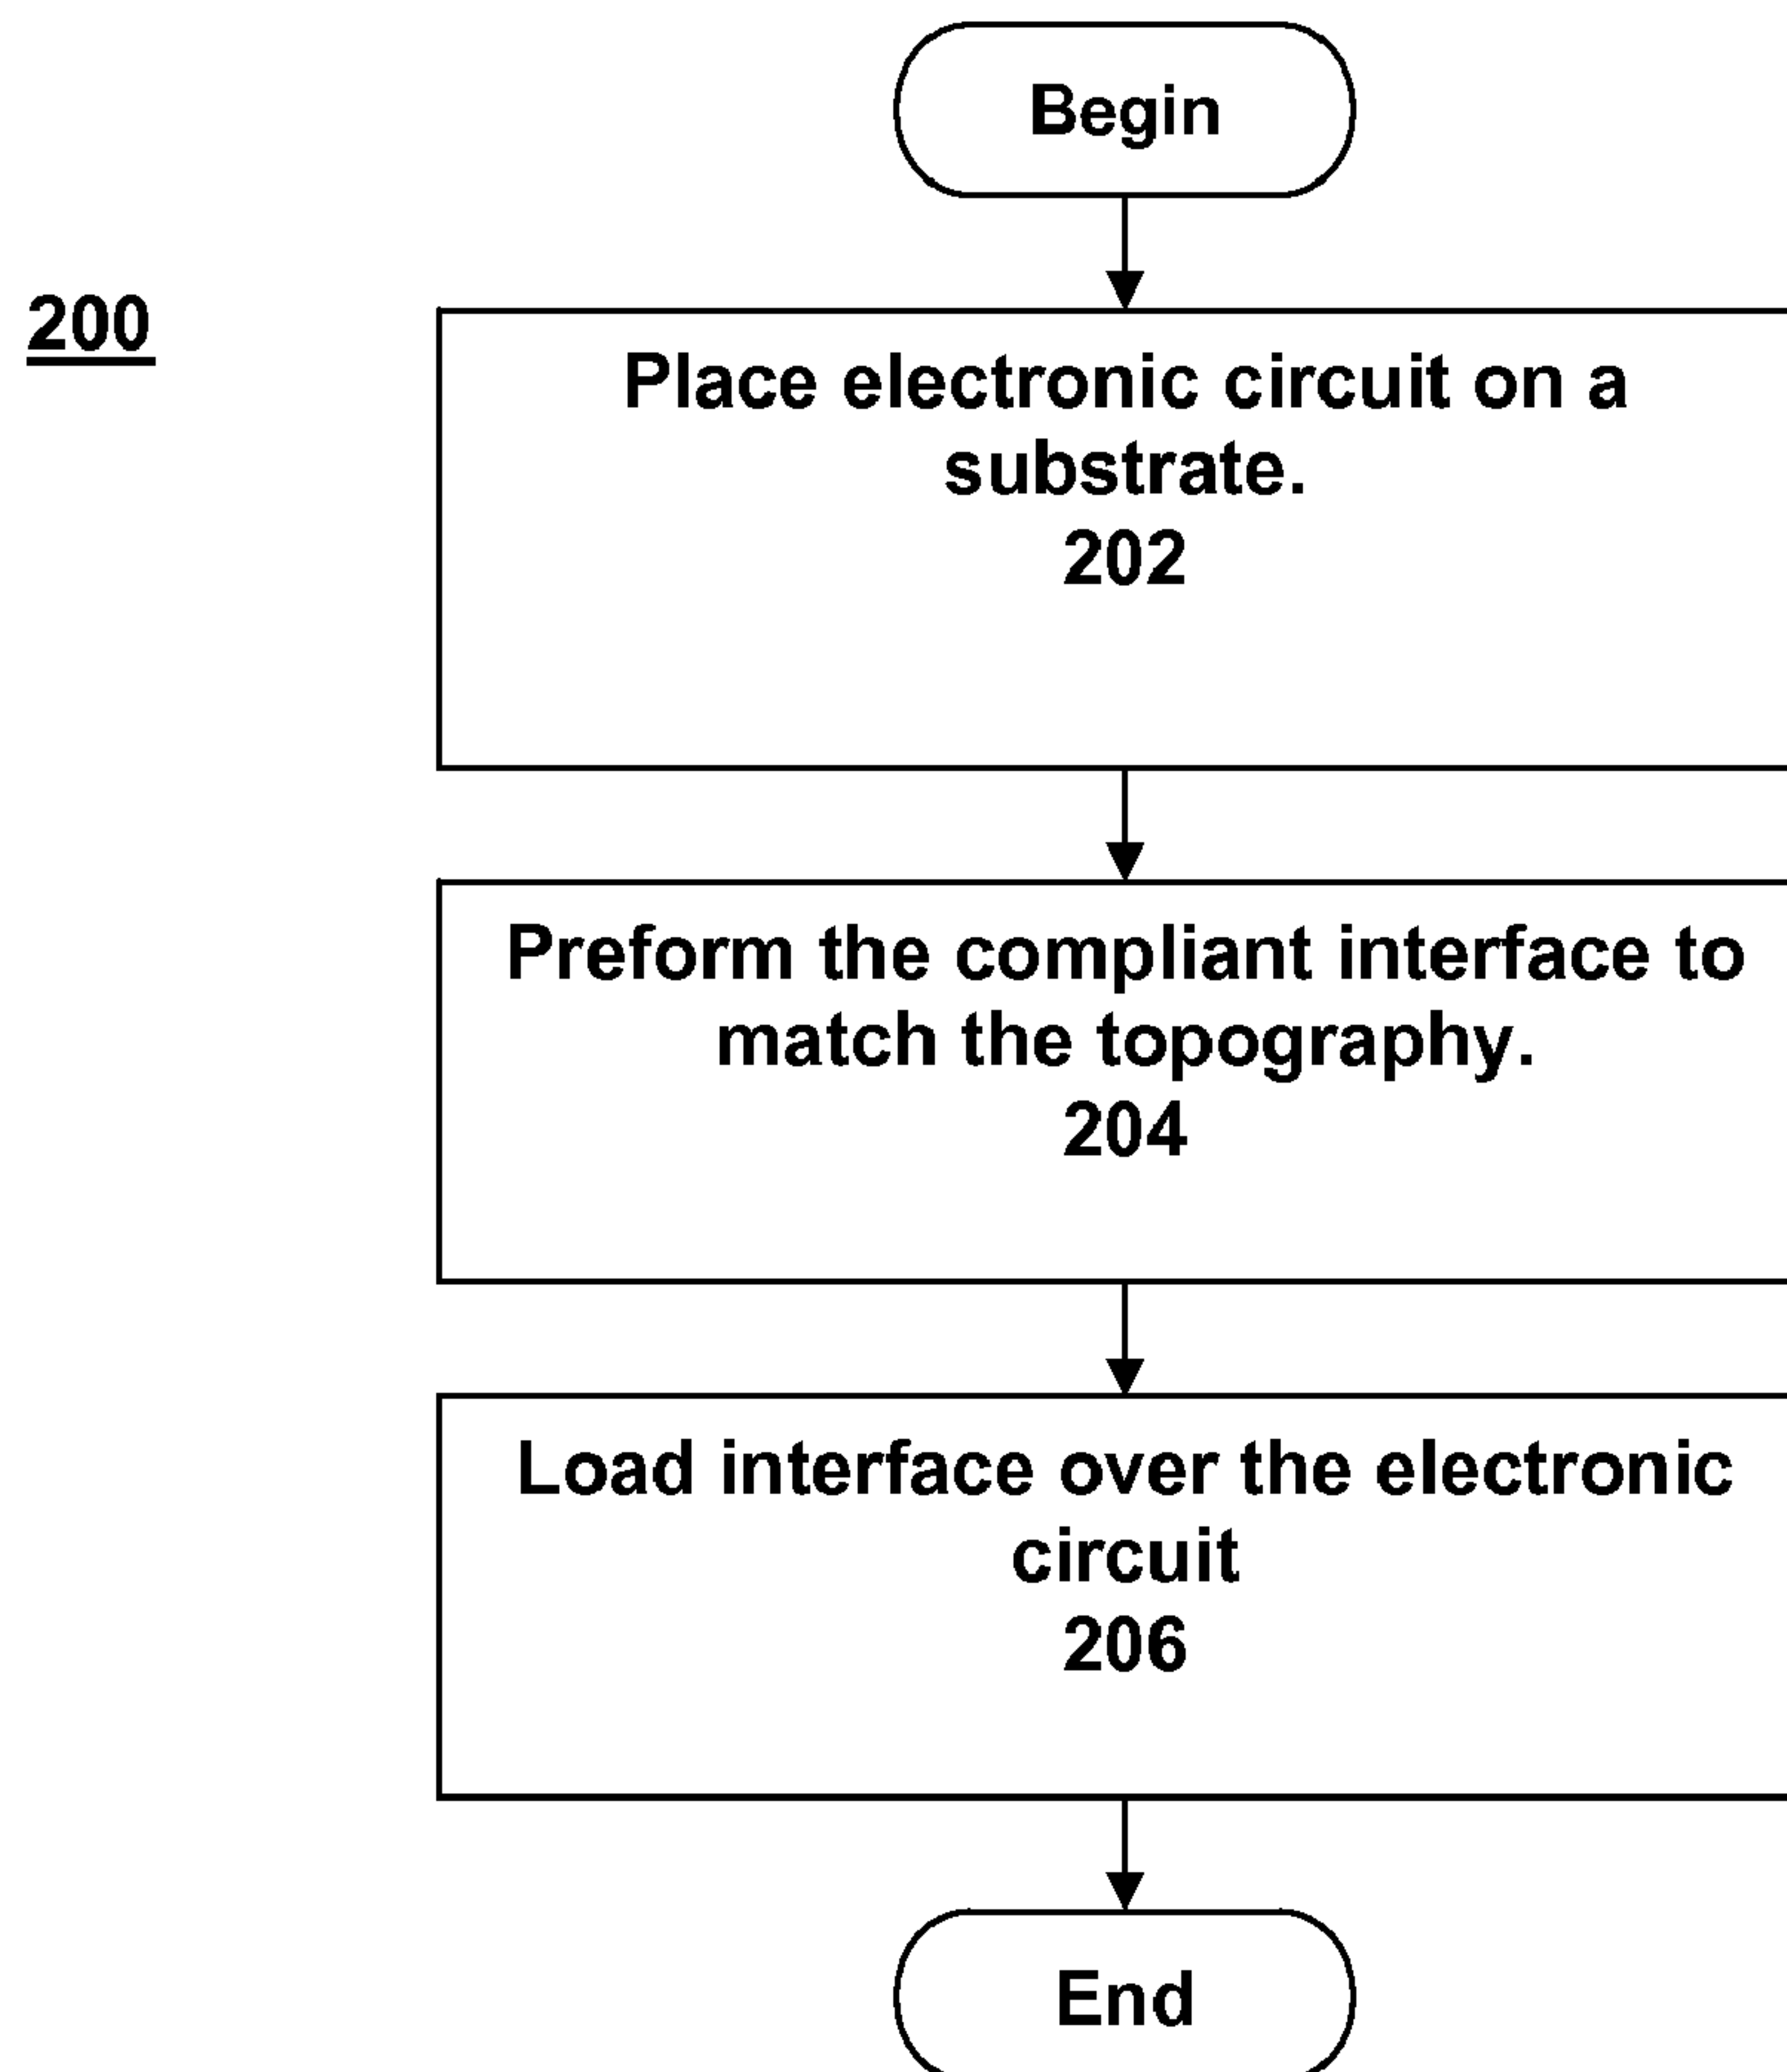 Begin
200
Place electronic circuit on a
substrate.
202
Preform the compliant interface to
match the topography.
204
Load interface over the electronic
circuit
206
End